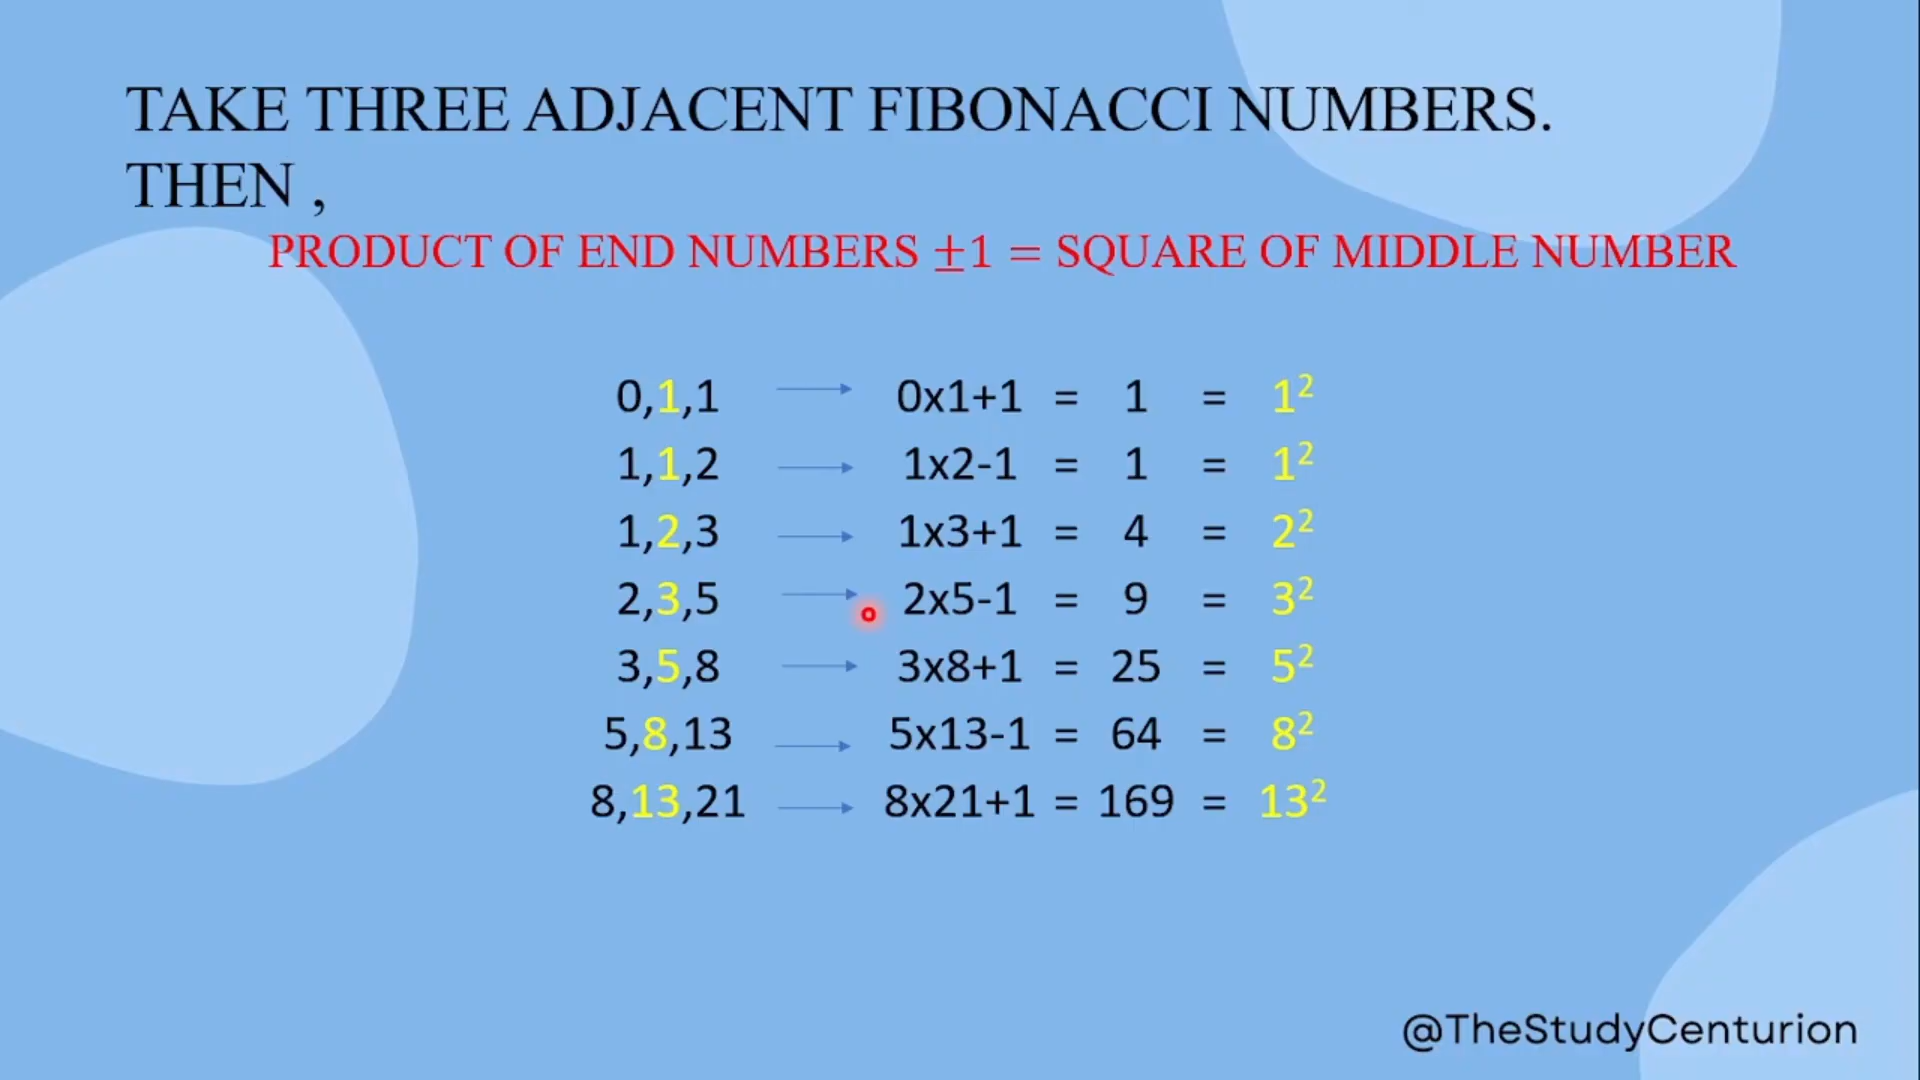 TAKE THREE ADJACENT FIBONACCI NUMBERS.
THEN ,
PRODUCT OF END NUMBERS ±1 = SQUARE OF MIDDLE NUMBER
0,1,1 → 0x1+1 = 1 = 1²
1,1,2 → 1x2-1 = 1 = 1²
1,2,3 → 1x3+1 = 4 = 2²
2,3,5 → 2x5-1 = 9 = 3²
3,5,8 → 3x8+1 = 25 = 5²
5,8,13 → 5x13-1 = 64 = 8²
8,13,21 → 8x21+1 = 169 = 13²
@TheStudyCenturion